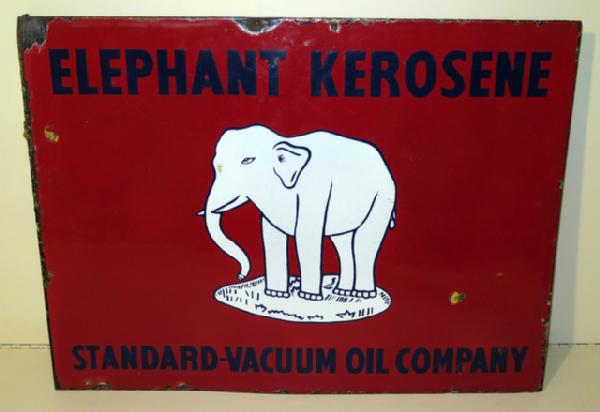 ELEPHANT KEROSENE
STANDARD-VACUUM OIL COMPANY